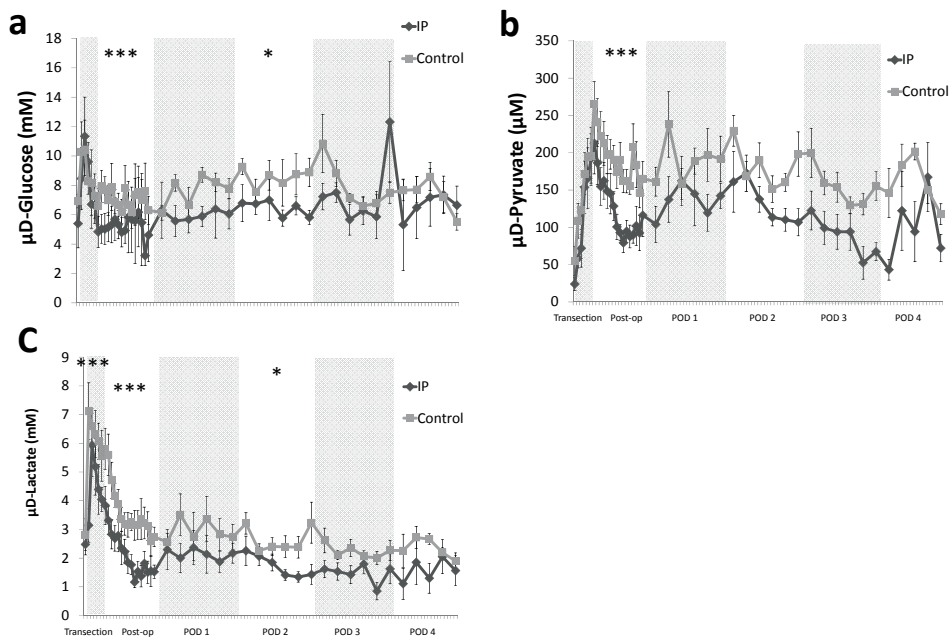 a
μD-Glucose (mM)
18
16
14
12
10
8
6
4
2
0
***
*
IP
Control
b
μD-Pyruvate (μM)
350
300
250
200
150
100
50
0
***
IP
Control
Transection Post-op POD 1 POD 2 POD 3 POD 4
C
μD-Lactate (mM)
9
8
7
6
5
4
3
2
1
0
***
***
*
IP
Control
Transection Post-op POD 1 POD 2 POD 3 POD 4